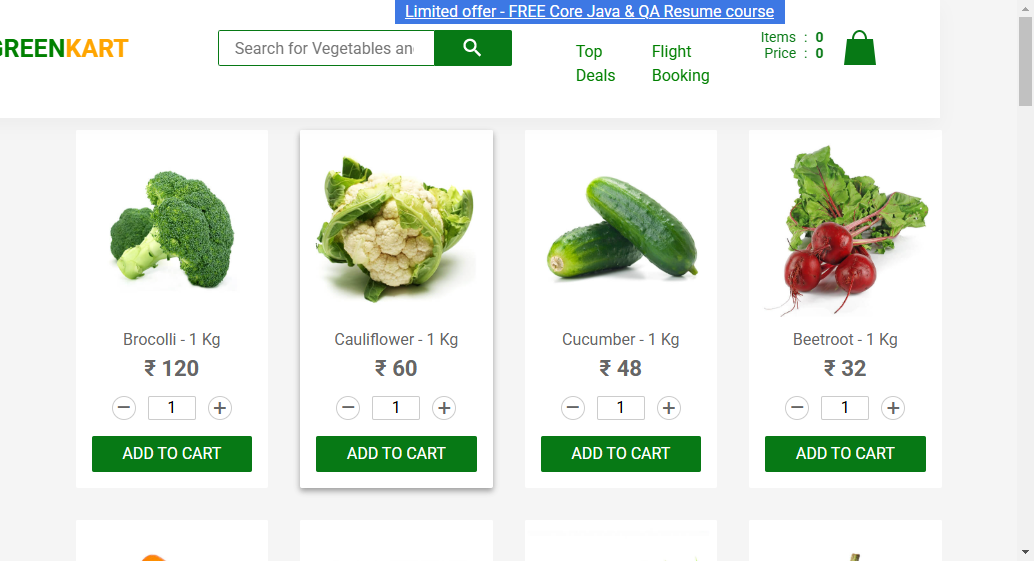 Limited offer - FREE Core Java & QA Resume course
GREENKART
Search for Vegetables an
Top
Deals
Flight
Booking
Items : 0
Price : 0
Brocolli - 1 Kg
₹ 120
1
ADD TO CART
Cauliflower - 1 Kg
₹ 60
1
ADD TO CART
Cucumber - 1 Kg
₹ 48
1
ADD TO CART
Beetroot - 1 Kg
₹ 32
1
ADD TO CART